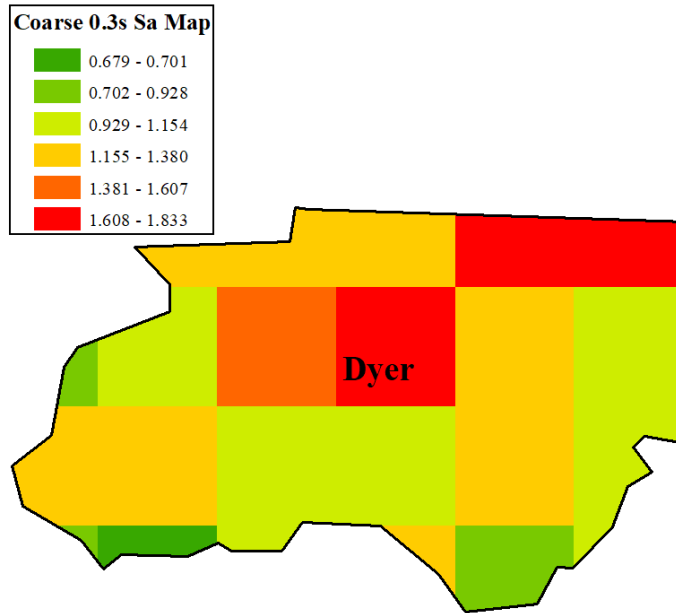 Coarse 0.3s Sa Map
0.679 - 0.701
0.702 - 0.928
0.929 - 1.154
1.155 - 1.380
1.381 - 1.607
1.608 - 1.833
Dyer